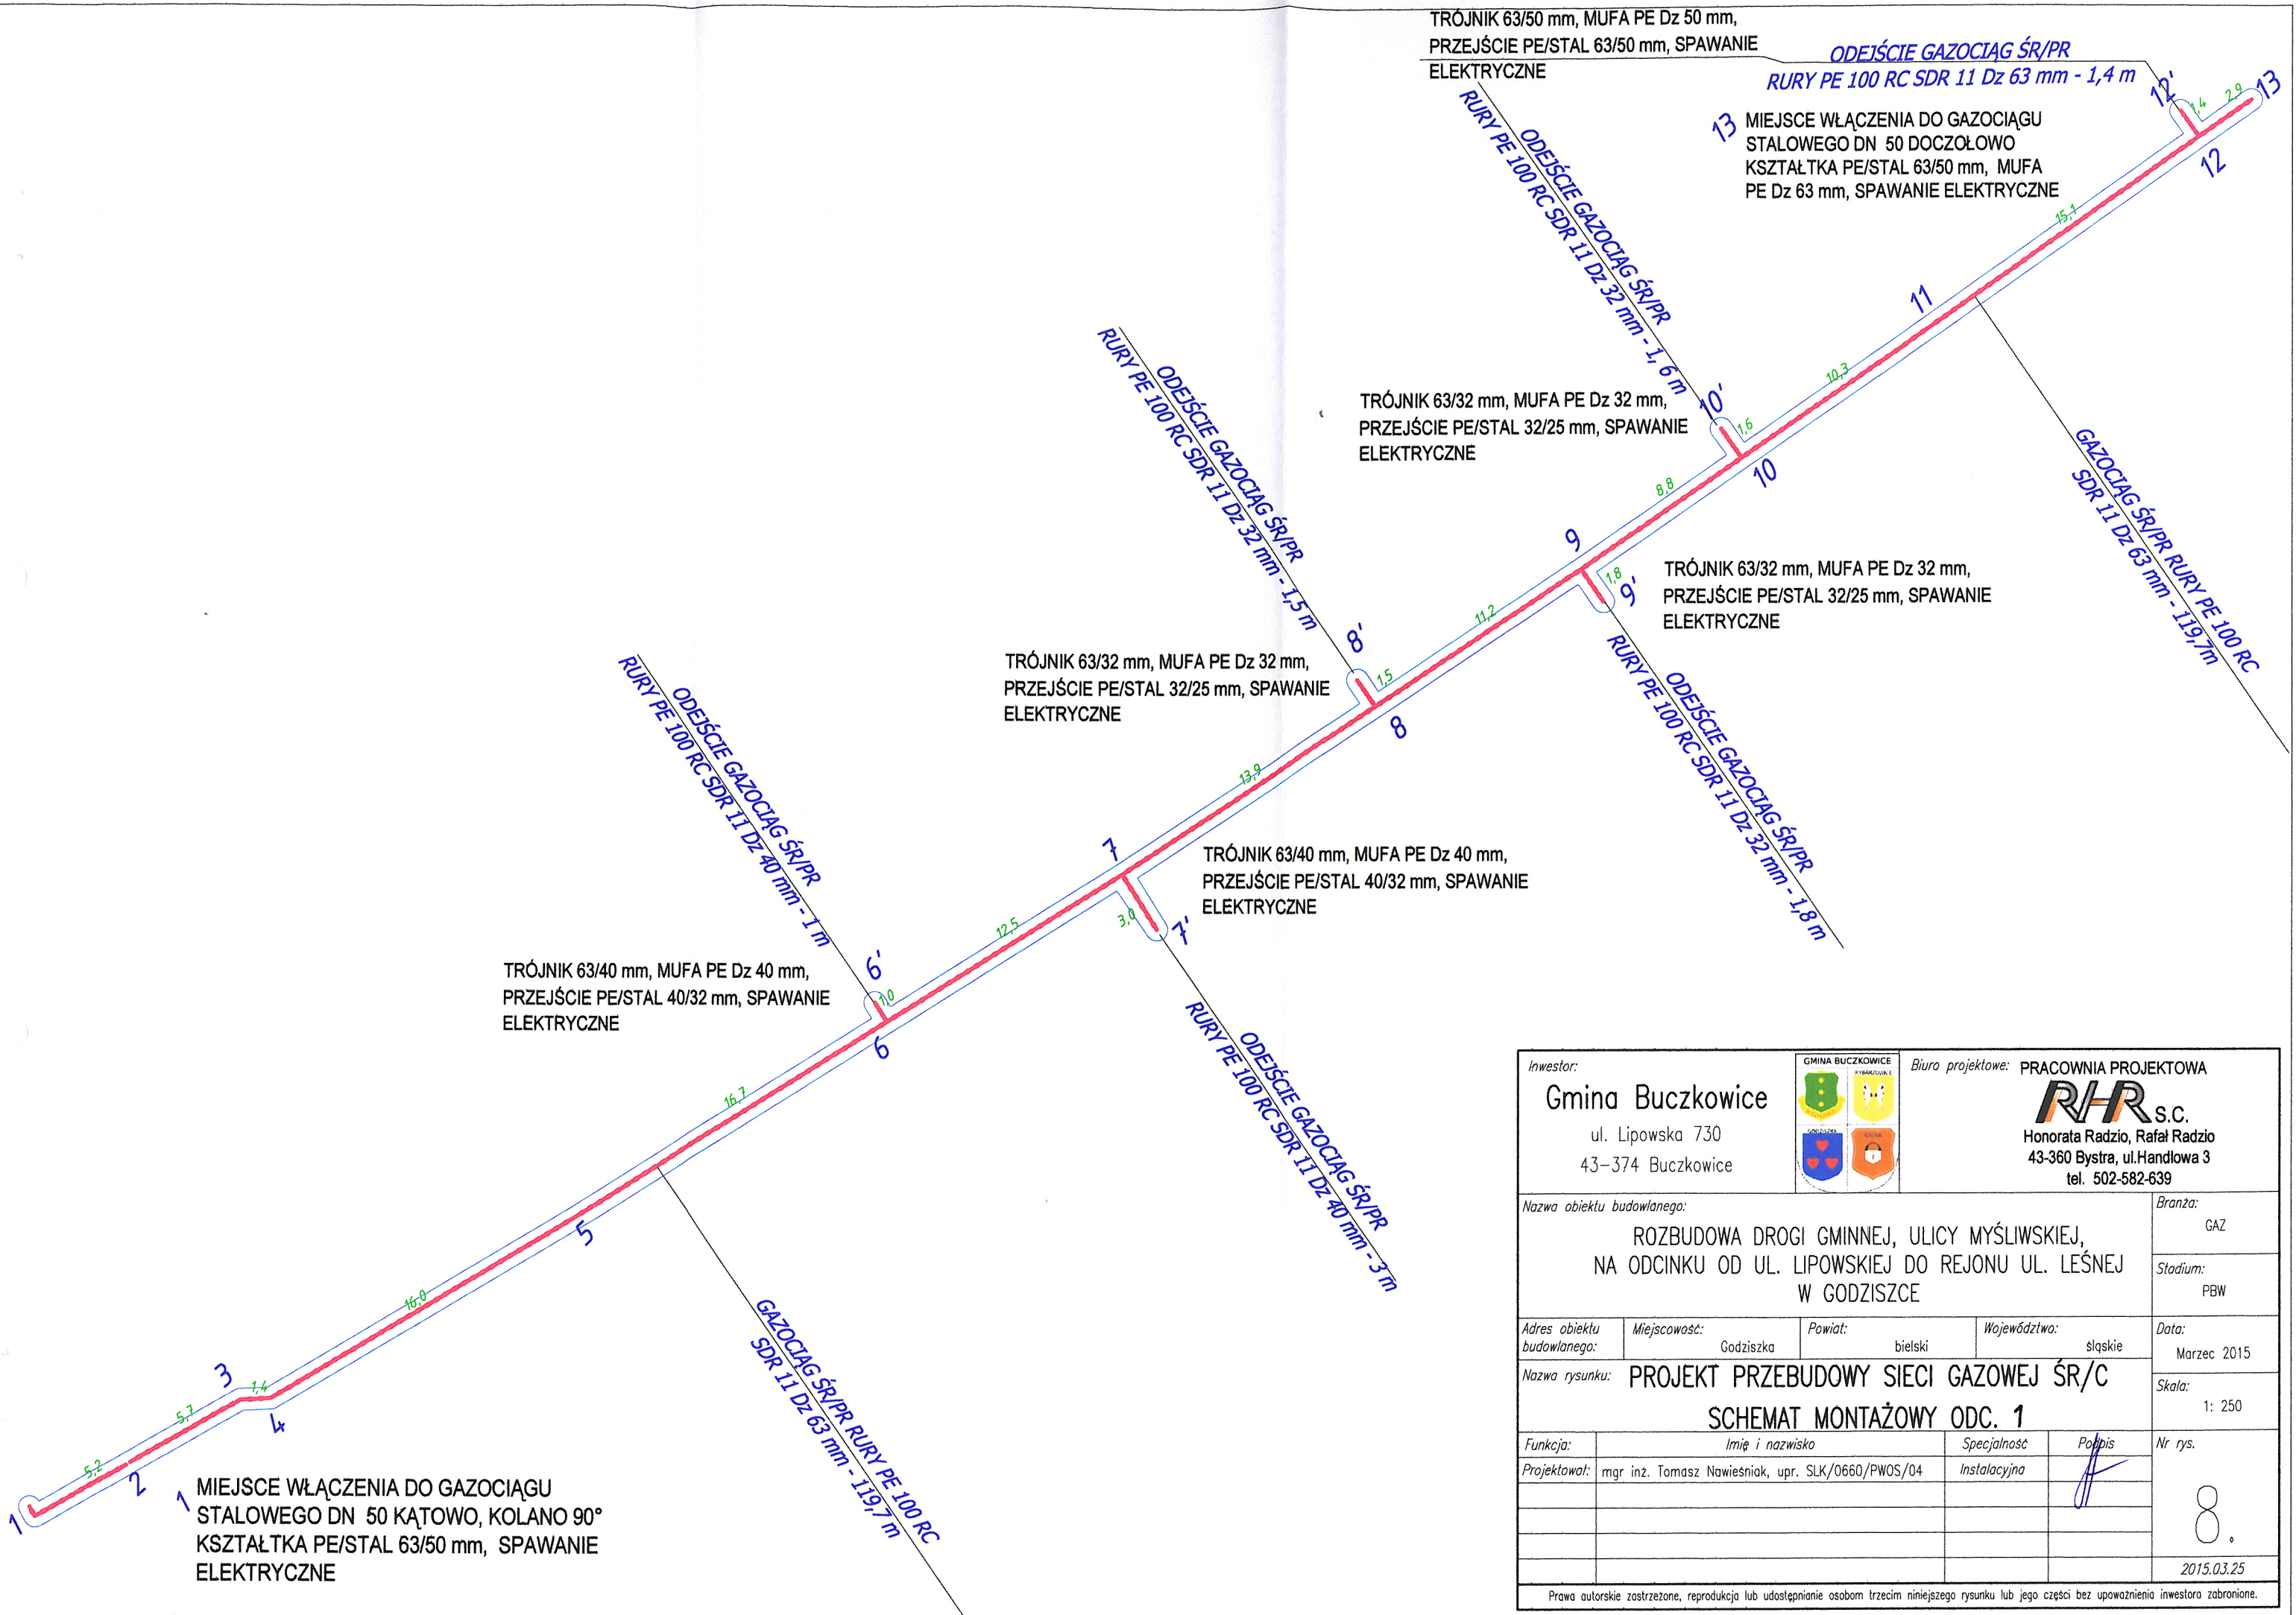 TRÓJNIK 63/50 mm, MUFA PE Dz 50 mm,
PRZEJŚCIE PE/STAL 63/50 mm, SPAWANIE
ELEKTRYCZNE
ODEJŚCIE GAZOCIĄG ŚR/PR
RURY PE 100 RC SDR 11 Dz 63 mm - 1,4 m
12'
1,4
2,9
13
12
13
MIEJSCE WŁĄCZENIA DO GAZOCIĄGU
STALOWEGO DN 50 DOCZOŁOWO
KSZTAŁTKA PE/STAL 63/50 mm, MUFA
PE Dz 63 mm, SPAWANIE ELEKTRYCZNE
ODEJŚCIE GAZOCIĄG ŚR/PR
RURY PE 100 RC SDR 11 Dz 32 mm - 1, 6 m
15,1
11
10,3
TRÓJNIK 63/32 mm, MUFA PE Dz 32 mm,
PRZEJŚCIE PE/STAL 32/25 mm, SPAWANIE
ELEKTRYCZNE
10'
1,6
10
GAZOCIĄG ŚR/PR RURY PE 100 RC
SDR 11 Dz 63 mm - 119,7m
ODEJŚCIE GAZOCIĄG ŚR/PR
RURY PE 100 RC SDR 11 Dz 32 mm - 1,5 m
8,8
9
1,8
9'
TRÓJNIK 63/32 mm, MUFA PE Dz 32 mm,
PRZEJŚCIE PE/STAL 32/25 mm, SPAWANIE
ELEKTRYCZNE
11,2
TRÓJNIK 63/32 mm, MUFA PE Dz 32 mm,
PRZEJŚCIE PE/STAL 32/25 mm, SPAWANIE
ELEKTRYCZNE
8'
1,5
8
ODEJŚCIE GAZOCIĄG ŚR/PR
RURY PE 100 RC SDR 11 Dz 32 mm - 1,8 m
ODEJŚCIE GAZOCIĄG ŚR/PR
RURY PE 100 RC SDR 11 Dz 40 mm - 1 m
13,9
7
TRÓJNIK 63/40 mm, MUFA PE Dz 40 mm,
PRZEJŚCIE PE/STAL 40/32 mm, SPAWANIE
ELEKTRYCZNE
3,0
7'
12,5
TRÓJNIK 63/40 mm, MUFA PE Dz 40 mm,
PRZEJŚCIE PE/STAL 40/32 mm, SPAWANIE
ELEKTRYCZNE
6'
1,0
6
ODEJŚCIE GAZOCIĄG ŚR/PR
RURY PE 100 RC SDR 11 Dz 40 mm - 3 m
16,7
5
16,0
GAZOCIĄG ŚR/PR RURY PE 100 RC
SDR 11 Dz 63 mm - 119,7 m
3
1,4
4
5,7
5,2
2
1
1
MIEJSCE WŁĄCZENIA DO GAZOCIĄGU
STALOWEGO DN 50 KĄTOWO, KOLANO 90°
KSZTAŁTKA PE/STAL 63/50 mm, SPAWANIE
ELEKTRYCZNE
Inwestor:
Gmina Buczkowice
ul. Lipowska 730
43-374 Buczkowice
GMINA BUCZKOWICE
GODZISZKA
Biuro projektowe: PRACOWNIA PROJEKTOWA
RHR S.C.
Honorata Radzio, Rafał Radzio
43-360 Bystra, ul.Handlowa 3
tel. 502-582-639
Nazwa obiektu budowlanego:
ROZBUDOWA DROGI GMINNEJ, ULICY MYŚLIWSKIEJ,
NA ODCINKU OD UL. LIPOWSKIEJ DO REJONU UL. LEŚNEJ
W GODZISZCE
Branża:
GAZ
Stadium:
PBW
Adres obiektu
budowlanego:
Miejscowość:
Godziszka
Powiat:
bielski
Województwo:
śląskie
Data:
Marzec 2015
Nazwa rysunku: PROJEKT PRZEBUDOWY SIECI GAZOWEJ ŚR/C
SCHEMAT MONTAŻOWY ODC. 1
Skala:
1: 250
Funkcja: Imię i nazwisko Specjalność Podpis
Nr rys.
Projektował: mgr inż. Tomasz Nawieśniak, upr. SLK/0660/PWOS/04 Instalacyjna
8.
2015.03.25
Prawa autorskie zastrzeżone, reprodukcja lub udostępnianie osobom trzecim niniejszego rysunku lub jego części bez upoważnienia inwestora zabronione.